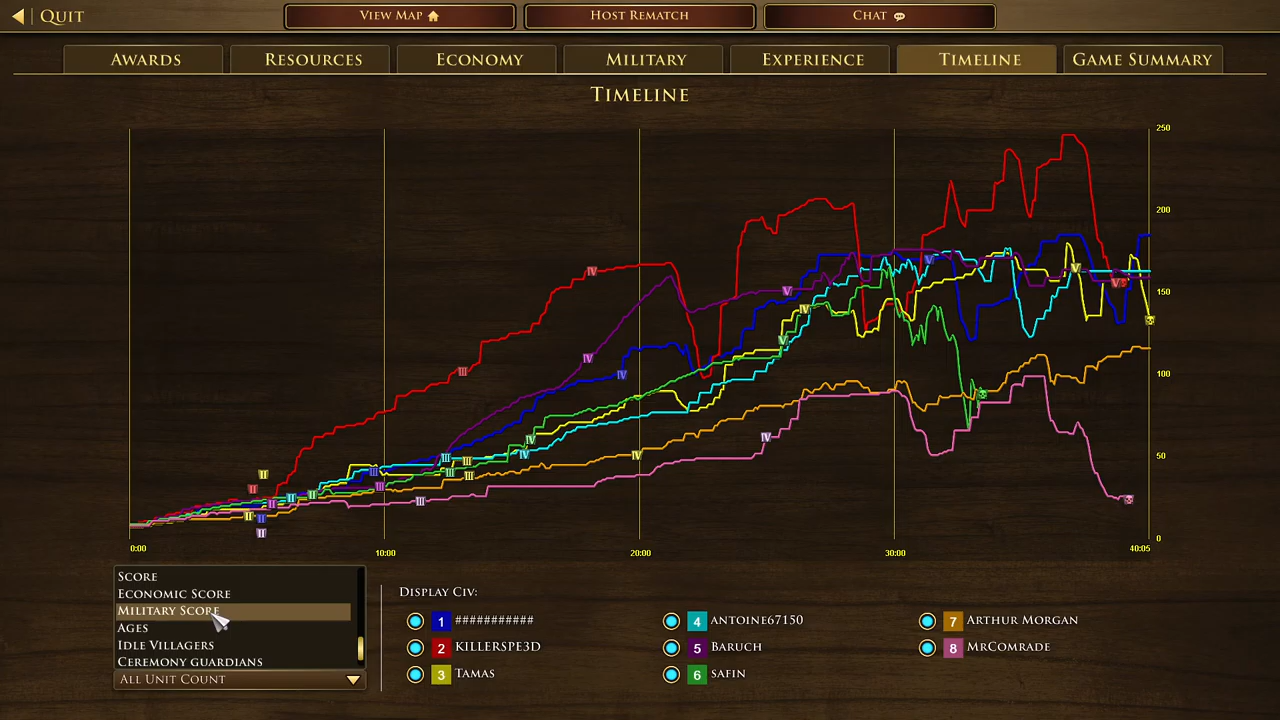 QUIT
VIEW MAP
HOST REMATCH
CHAT
AWARDS
RESOURCES
ECONOMY
MILITARY
EXPERIENCE
TIMELINE
GAME SUMMARY
TIMELINE
250
200
150
100
50
0
0:00
10:00
20:00
30:00
40:05
SCORE
ECONOMIC SCORE
MILITARY SCORE
AGES
IDLE VILLAGERS
CEREMONY GUARDIANS
ALL UNIT COUNT
DISPLAY CIV:
1 ###########
2 KILLERSPE3D
3 TAMAS
4 ANTOINE67150
5 BARUCH
6 SAFIN
7 ARTHUR MORGAN
8 MRCOMRADE